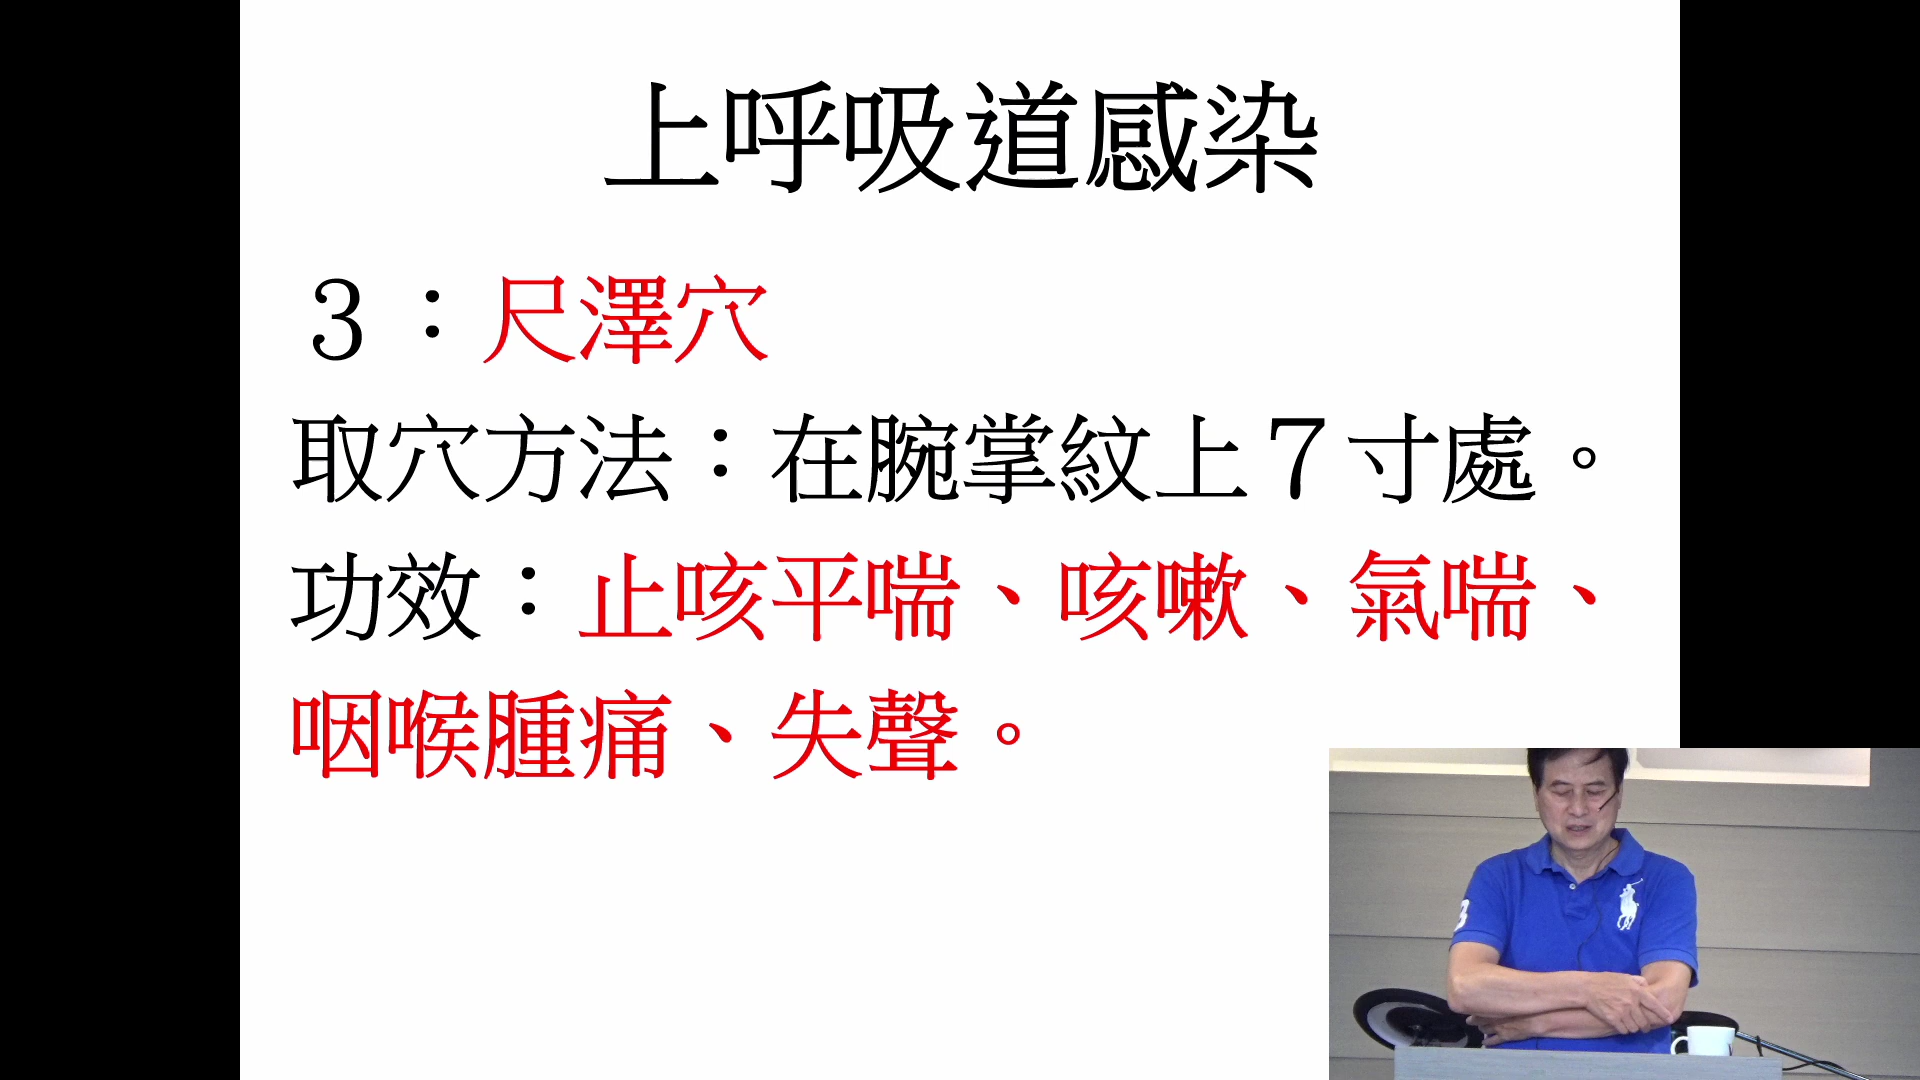 上呼吸道感染
3：尺澤穴
取穴方法：在腕掌紋上7寸處。
功效：止咳平喘、咳嗽、氣喘、
咽喉腫痛、失聲。
3